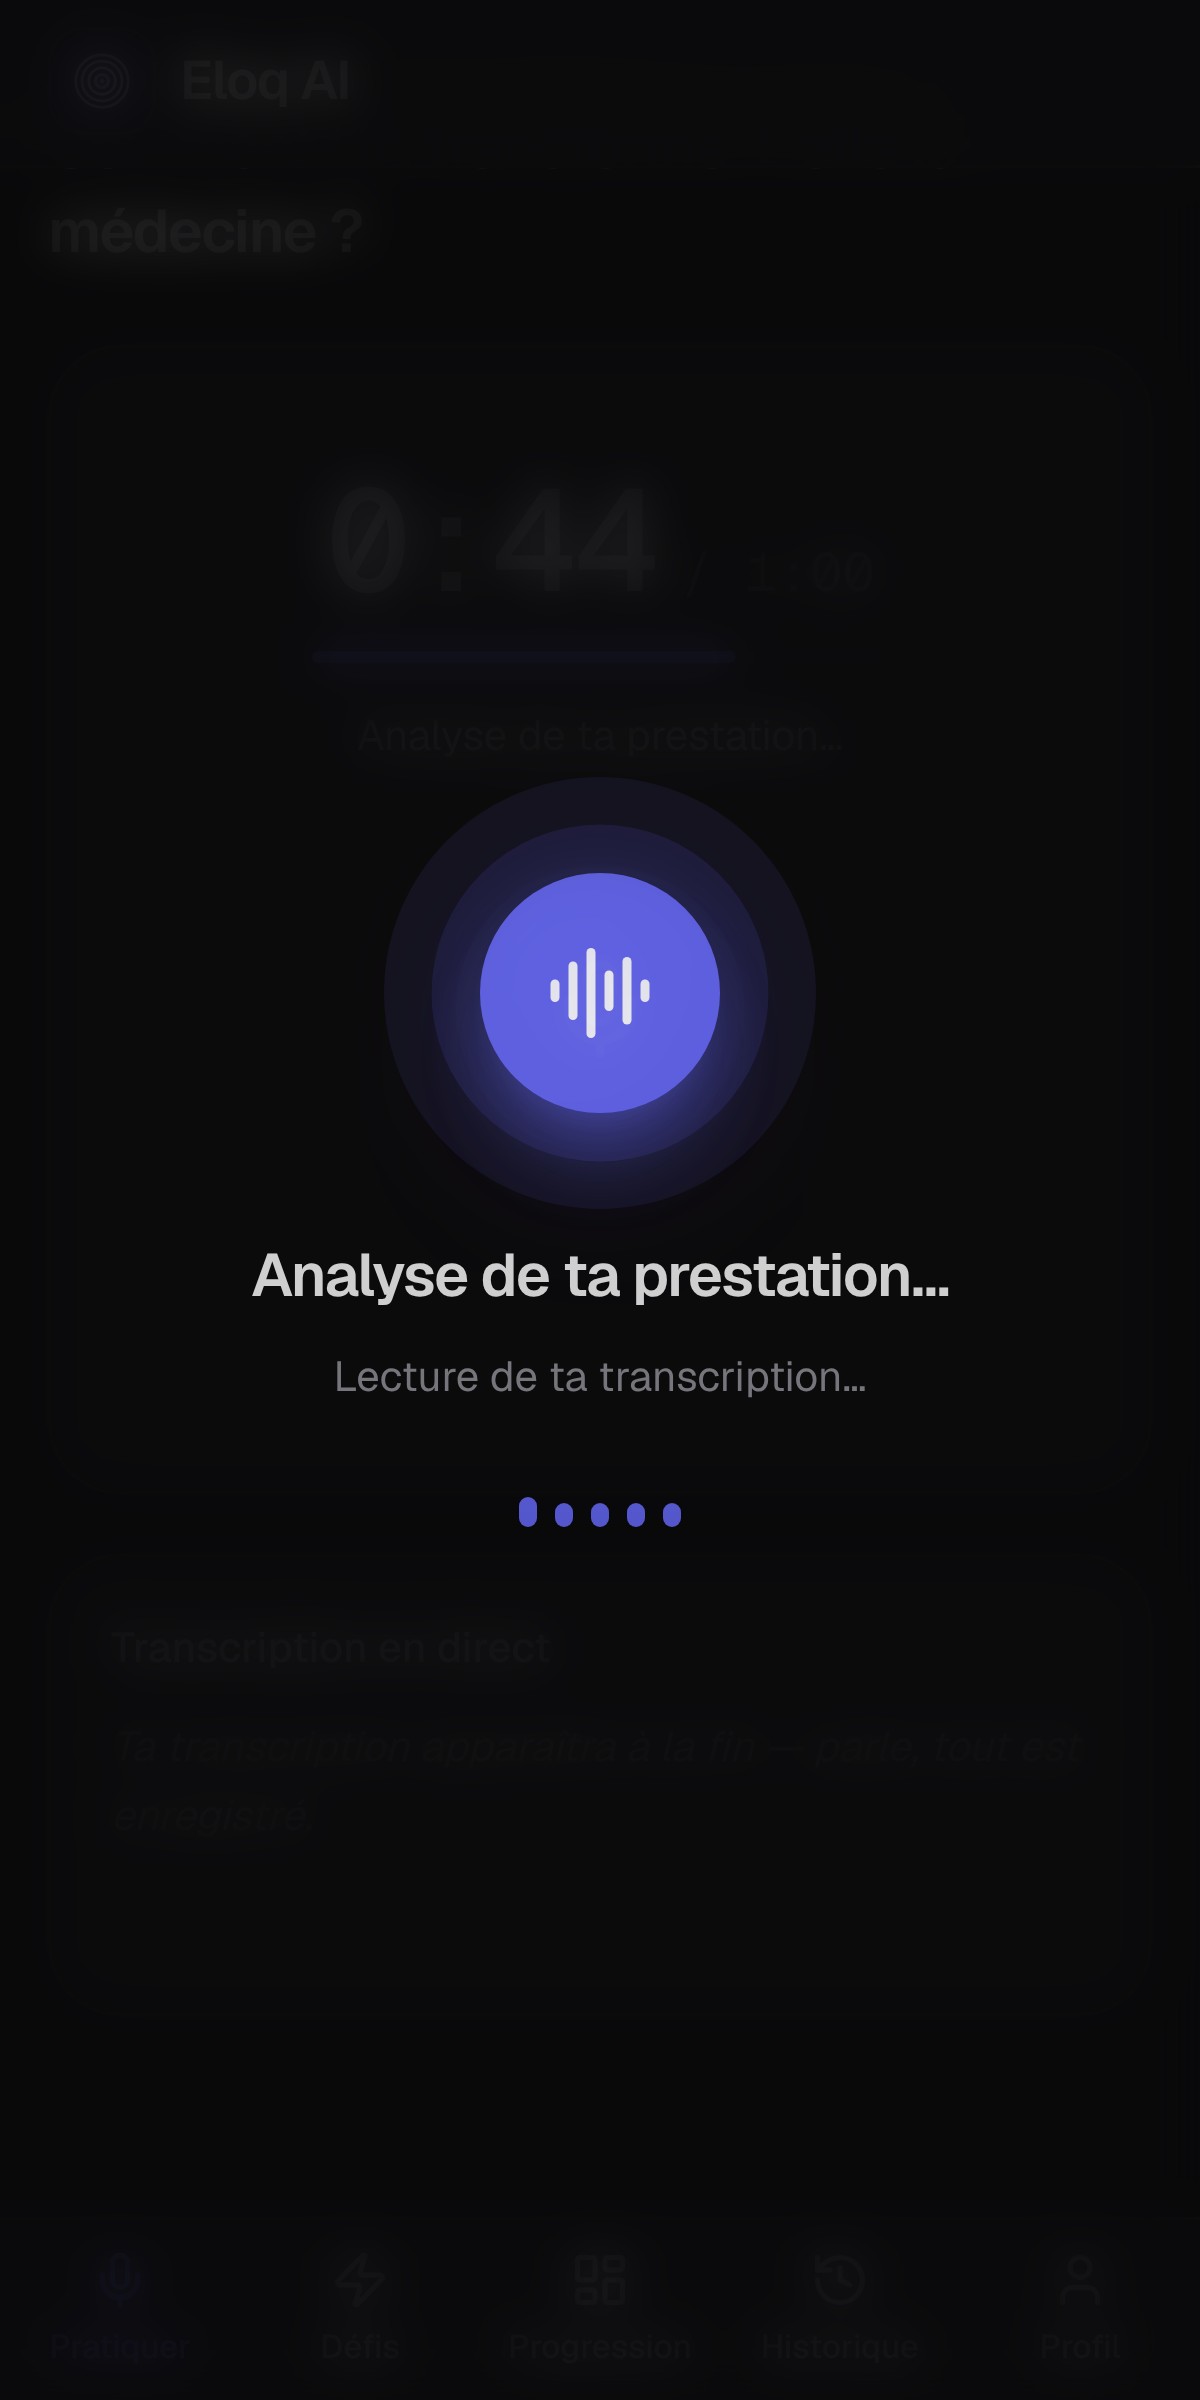 Eloq AI
médecine ?
0:44 / 1:00
Analyse de ta prestation...
Analyse de ta prestation...
Lecture de ta transcription...
Transcription en direct
Ta transcription apparaîtra à la fin — parle, tout est
enregistré.
Pratiquer
Défis
Progression
Historique
Profil